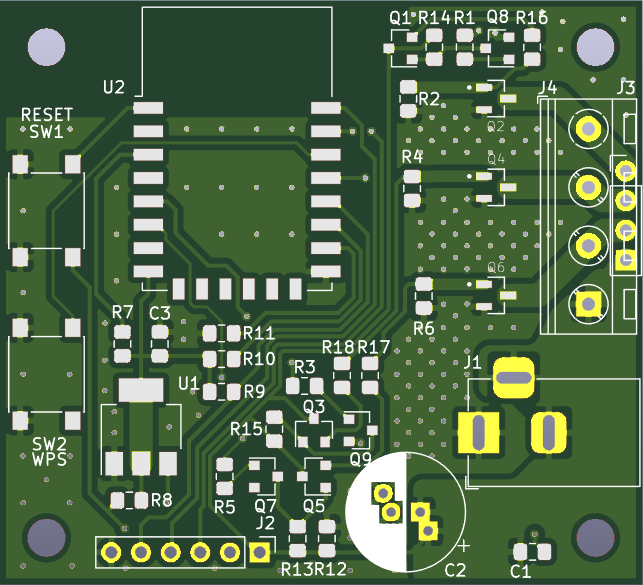 Q1 R14 R1 Q8 R16
U2
R2
J4
J3
RESET
SW1
Q2
R4
Q4
Q6
R7
C3
R11
R6
R10
R18 R17
J1
R3
U1
R9
Q3
R15
SW2
WPS
Q9
R8
R5
Q7
Q5
J2
R13 R12
+
C2
C1